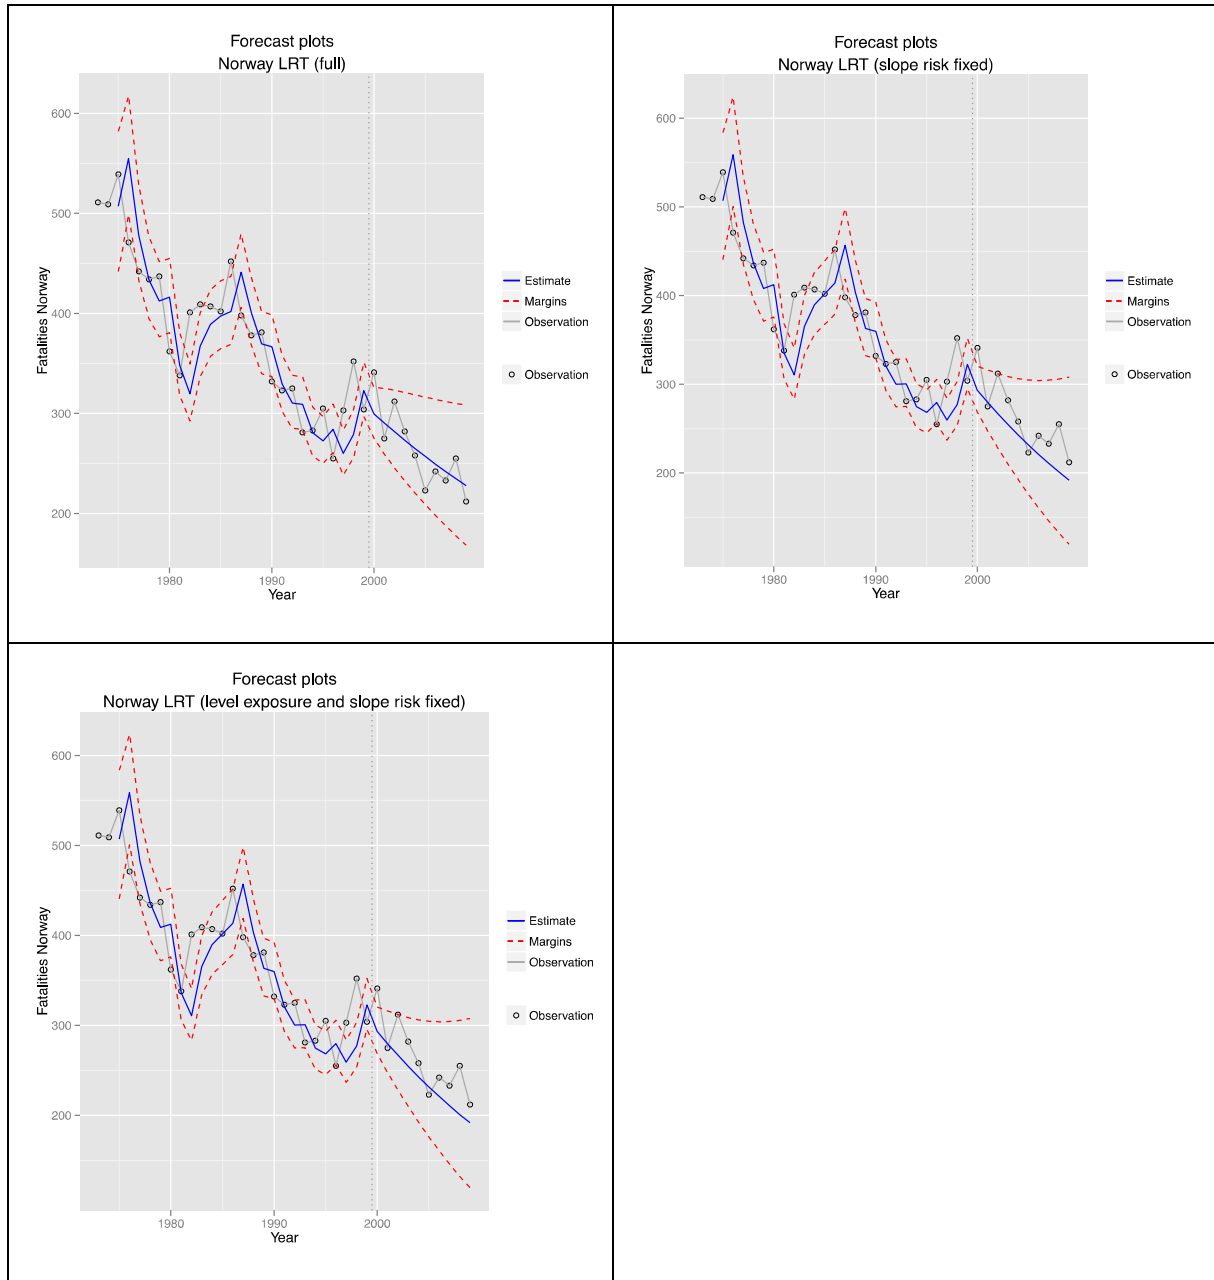 Forecast plots
Norway LRT (full)
600
500
400
300
200
Fatalities Norway
1980
1990
2000
Year
Estimate
Margins
Observation
Observation
Forecast plots
Norway LRT (slope risk fixed)
600
500
400
300
200
Fatalities Norway
1980
1990
2000
Year
Estimate
Margins
Observation
Observation
Forecast plots
Norway LRT (level exposure and slope risk fixed)
600
500
400
300
200
Fatalities Norway
1980
1990
2000
Year
Estimate
Margins
Observation
Observation